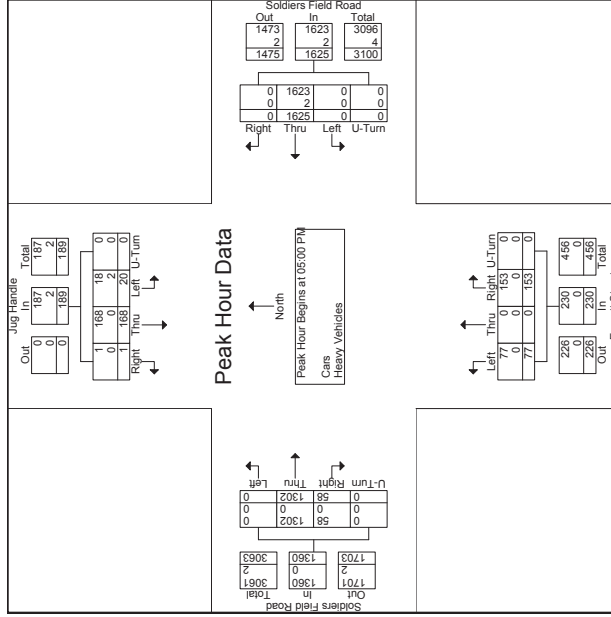 Soldiers Field Road
Out In Total
1473 1623 3096
2 2 4
1475 1625 3100
0 1623 0 0
0 2 0 0
0 1625 0 0
Right Thru Left U-Turn
Jug Handle
Out In Total
0 187 187
0 2 2
0 189 189
1 168 18 0
0 0 2 0
1 168 20 0
Right Thru Left U-Turn
Peak Hour Data
North
Peak Hour Begins at 05:00 PM
Cars
Heavy Vehicles
Left Thru Right U-Turn
77 0 153 0
0 0 0 0
77 0 153 0
226 230 456
0 0 0
226 230 456
Out In Total
U-Turn Right Thru Left
0 58 1302 0
0 0 0 0
0 58 1302 0
1701 1360 3061
2 0 2
1703 1360 3063
Out In Total
Soldiers Field Road